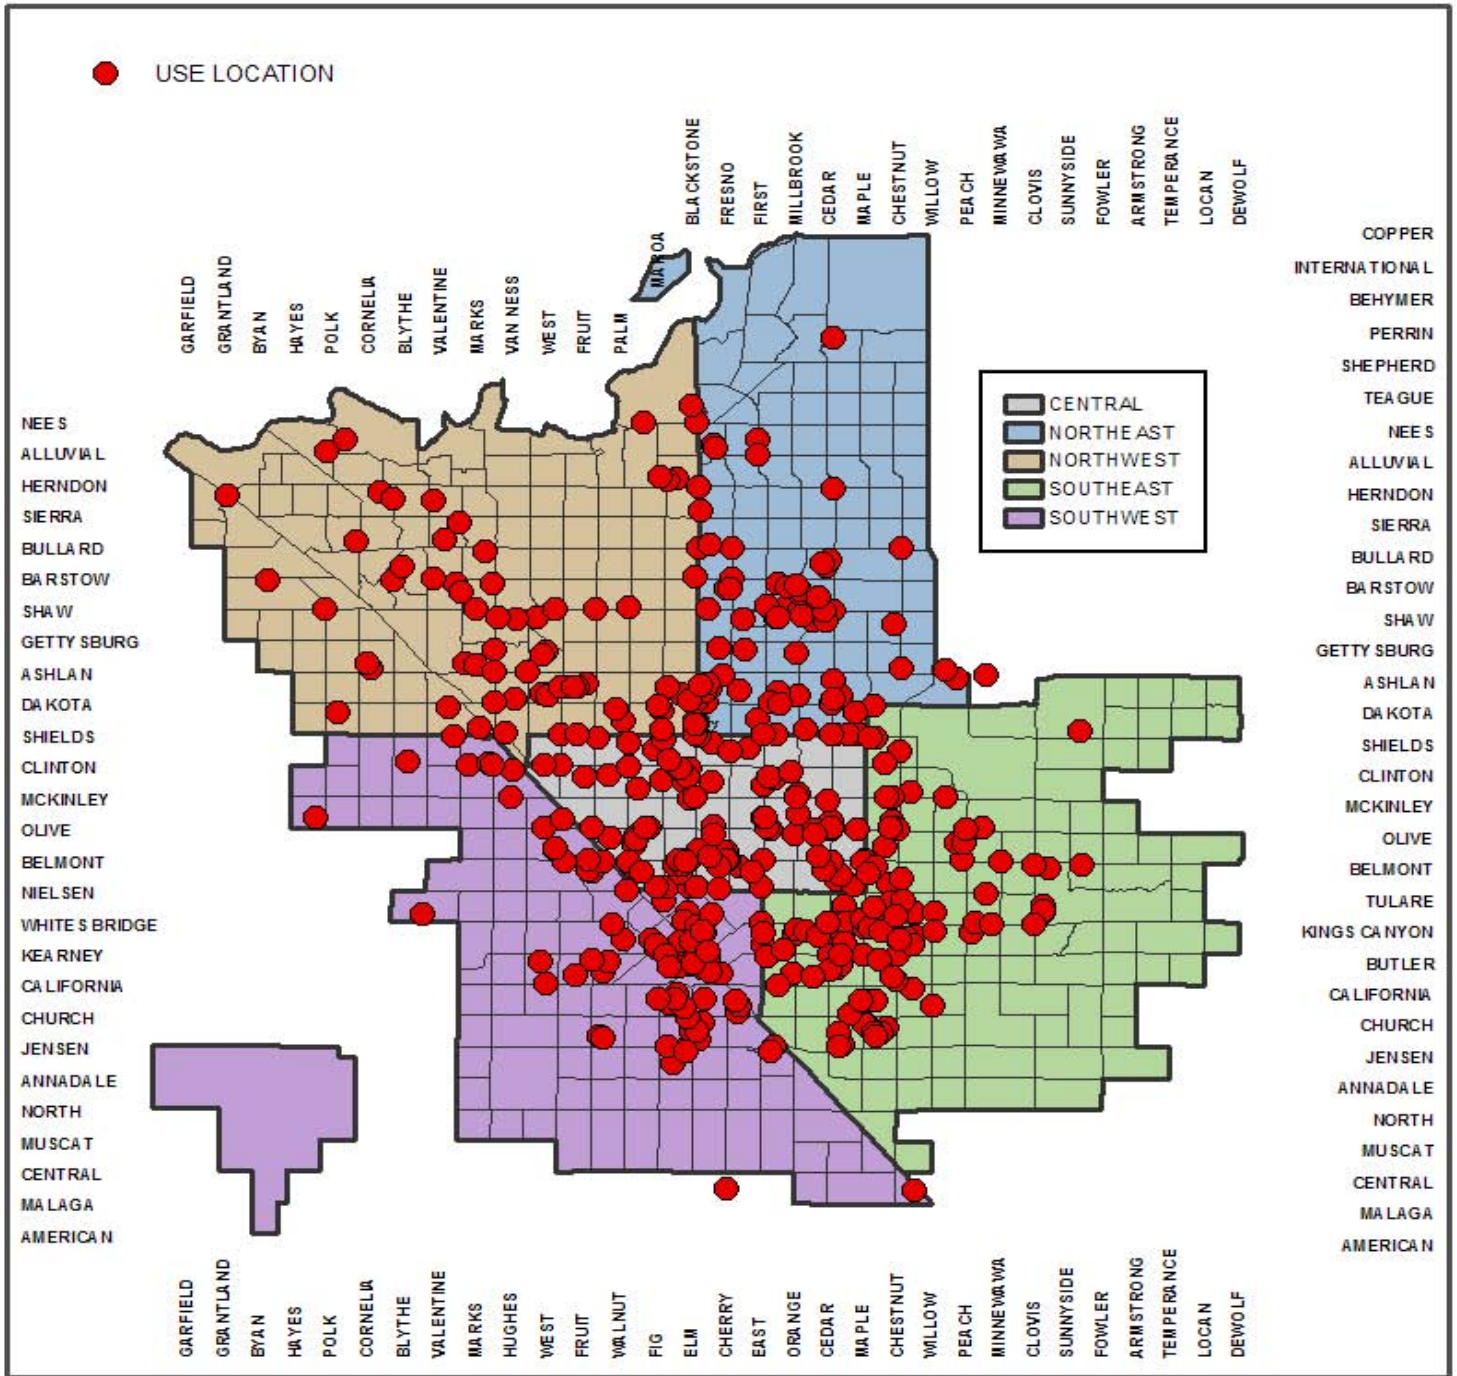 USE LOCATION
BLACKSTONE
FRESNO
FIRST
MILLBROOK
CEDAR
MAPLE
CHESTNUT
WILLOW
PEACH
MINNEWAWA
CLOVIS
SUNNYSIDE
FOWLER
ARMSTRONG
TEMPERANCE
LOCAN
DEWOLF
GARFIELD
GRANTLAND
BYAN
HAYES
POLK
CORNELIA
BLYTHE
VALENTINE
MARKS
VAN NESS
WEST
FRUIT
PALM
MAROA
COPPER
INTERNATIONAL
BEHYMER
PERRIN
SHEPHERD
TEAGUE
NEES
ALLUVIAL
HERNDON
SIERRA
BULLARD
BARSTOW
SHAW
GETTYSBURG
ASHLAN
DAKOTA
SHIELDS
CLINTON
MCKINLEY
OLIVE
BELMONT
TULARE
KINGS CANYON
BUTLER
CALIFORNIA
CHURCH
JENSEN
ANNADALE
NORTH
MUSCAT
CENTRAL
MALAGA
AMERICAN
CENTRAL
NORTHEAST
NORTHWEST
SOUTHEAST
SOUTHWEST
NEES
ALLUVIAL
HERNDON
SIERRA
BULLARD
BARSTOW
SHAW
GETTYSBURG
ASHLAN
DAKOTA
SHIELDS
CLINTON
MCKINLEY
OLIVE
BELMONT
NIELSEN
WHITESBRIDGE
KEARNEY
CALIFORNIA
CHURCH
JENSEN
ANNADALE
NORTH
MUSCAT
CENTRAL
MALAGA
AMERICAN
GARFIELD
GRANTLAND
BYAN
HAYES
POLK
CORNELIA
BLYTHE
VALENTINE
MARKS
HUGHES
WEST
FRUIT
WALNUT
FIG
ELM
CHERRY
EAST
ORANGE
CEDAR
MAPLE
CHESTNUT
WILLOW
PEACH
MINNEWAWA
CLOVIS
SUNNYSIDE
FOWLER
ARMSTRONG
TEMPERANCE
LOCAN
DEWOLF